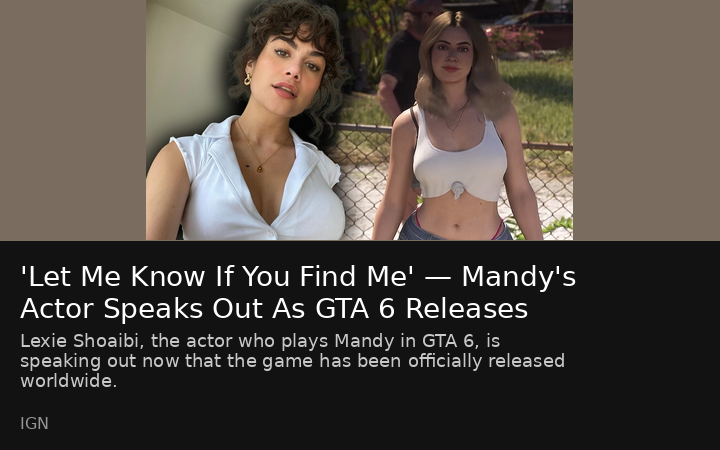 'Let Me Know If You Find Me' — Mandy's
Actor Speaks Out As GTA 6 Releases
Lexie Shoaibi, the actor who plays Mandy in GTA 6, is
speaking out now that the game has been officially released
worldwide.
IGN